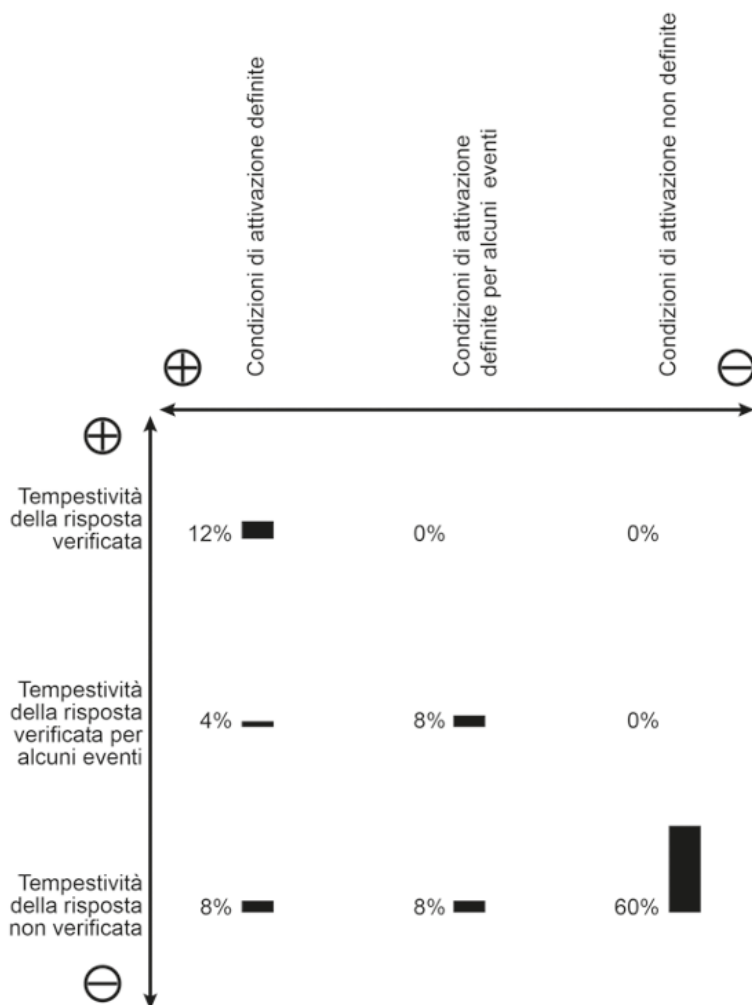 Condizioni di attivazione definite
Condizioni di attivazione
definite per alcuni eventi
Condizioni di attivazione non definite
Tempestività
della risposta
verificata
12%
0%
0%
Tempestività
della risposta
verificata per
alcuni eventi
4%
8%
0%
Tempestività
della risposta
non verificata
8%
8%
60%